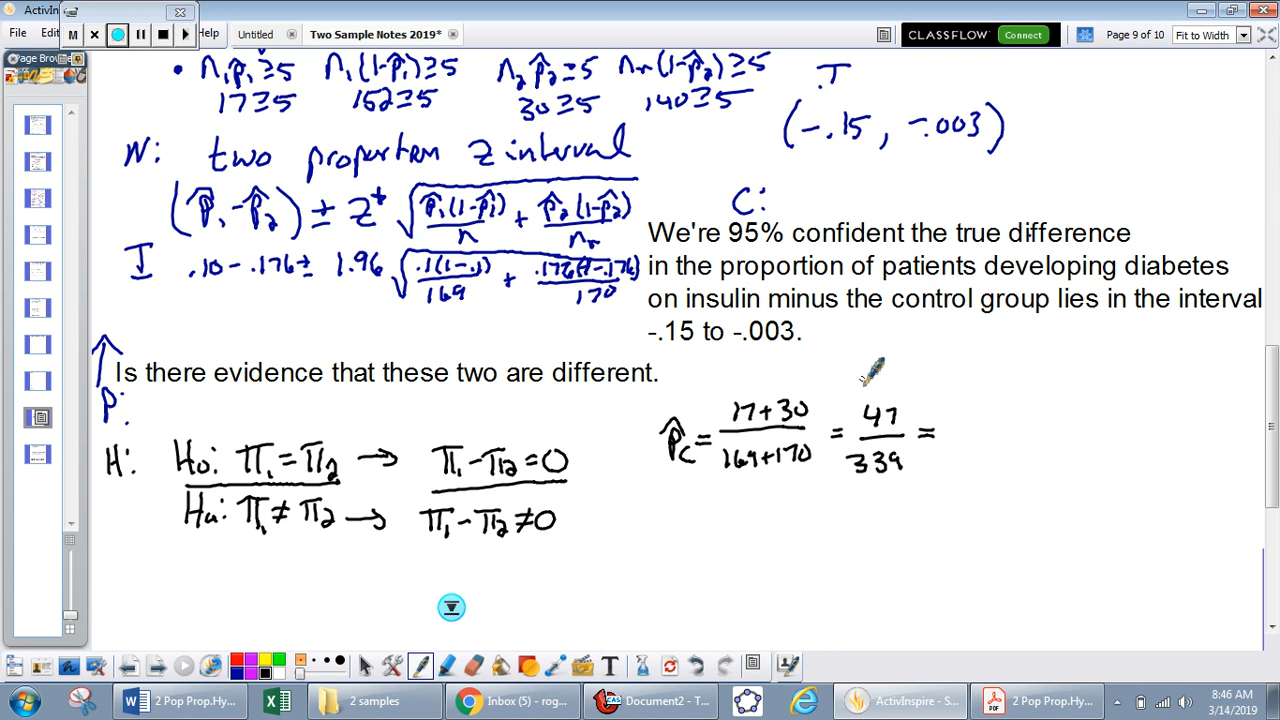 ActivIn
File Edi Help Untitled Two Sample Notes 2019* CLASSFLOW Connect Page 9 of 10 Fit to Width
Page Browse
• n₁p̂₁≥5 n₁(1-p̂₁)≥5 n₂p̂₂≥5 n₂(1-p̂₂)≥5
17≥5 152≥5 30≥5 140≥5
T
(-.15, -.003)
N: two proportion z interval
(p̂₁-p̂₂) ± z* √(p̂₁(1-p̂₁)/n + p̂₂(1-p̂₂)/n₂)
I .10-.176± 1.96 √(.1(1-.1)/169 + .176(1-.176)/170)
C:
We're 95% confident the true difference
in the proportion of patients developing diabetes
on insulin minus the control group lies in the interval
-.15 to -.003.
Is there evidence that these two are different.
P:
H: Ho: π₁=π₂ → π₁-π₂=0
Ha: π₁≠π₂ → π₁-π₂≠0
p̂c = 17+30/169+170 = 47/339 =
2 Pop Prop.Hy... 2 samples Inbox (5) - rog... Document2 - T... ActivInspire - S... 2 Pop Prop.Hy...
8:46 AM
3/14/2019